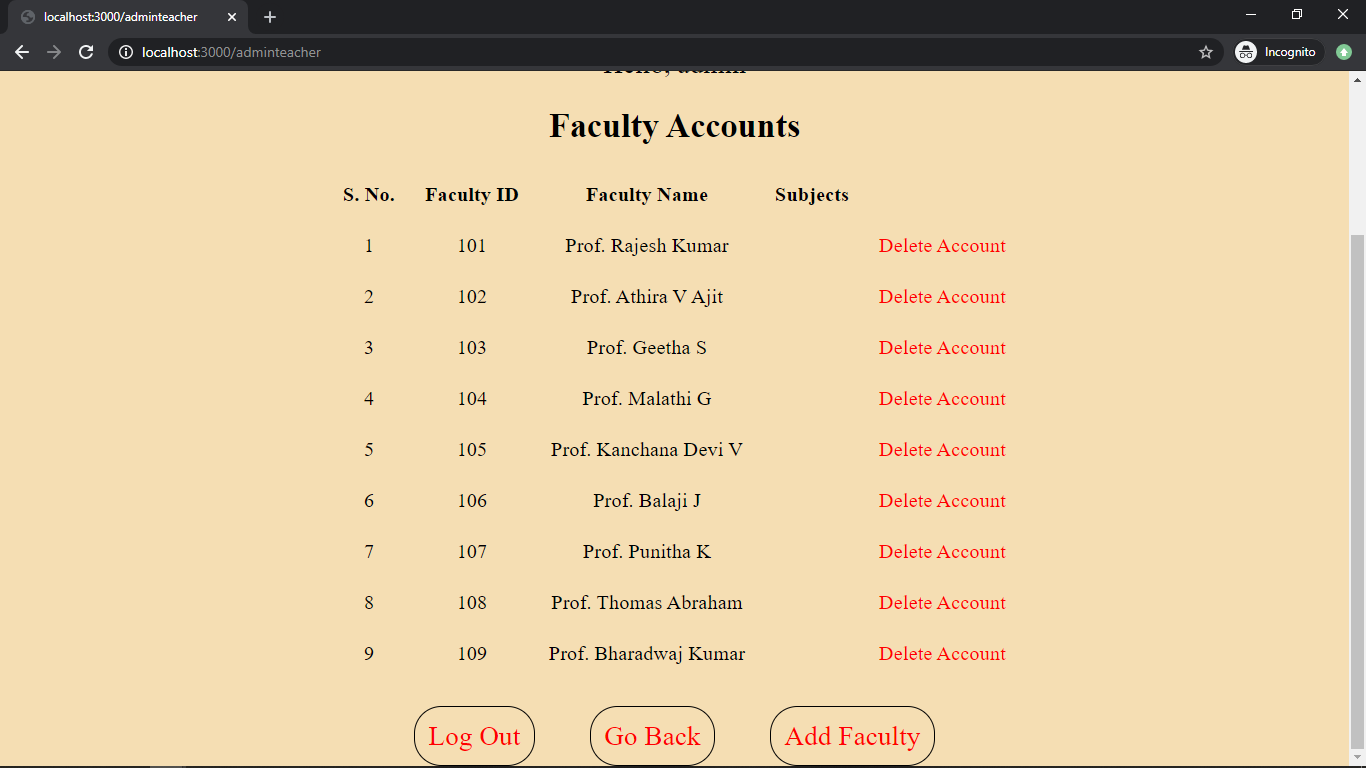 localhost:3000/adminteacher
localhost:3000/adminteacher Incognito
Hello, admin
Faculty Accounts
S. No. Faculty ID Faculty Name Subjects
1 101 Prof. Rajesh Kumar Delete Account
2 102 Prof. Athira V Ajit Delete Account
3 103 Prof. Geetha S Delete Account
4 104 Prof. Malathi G Delete Account
5 105 Prof. Kanchana Devi V Delete Account
6 106 Prof. Balaji J Delete Account
7 107 Prof. Punitha K Delete Account
8 108 Prof. Thomas Abraham Delete Account
9 109 Prof. Bharadwaj Kumar Delete Account
Log Out Go Back Add Faculty